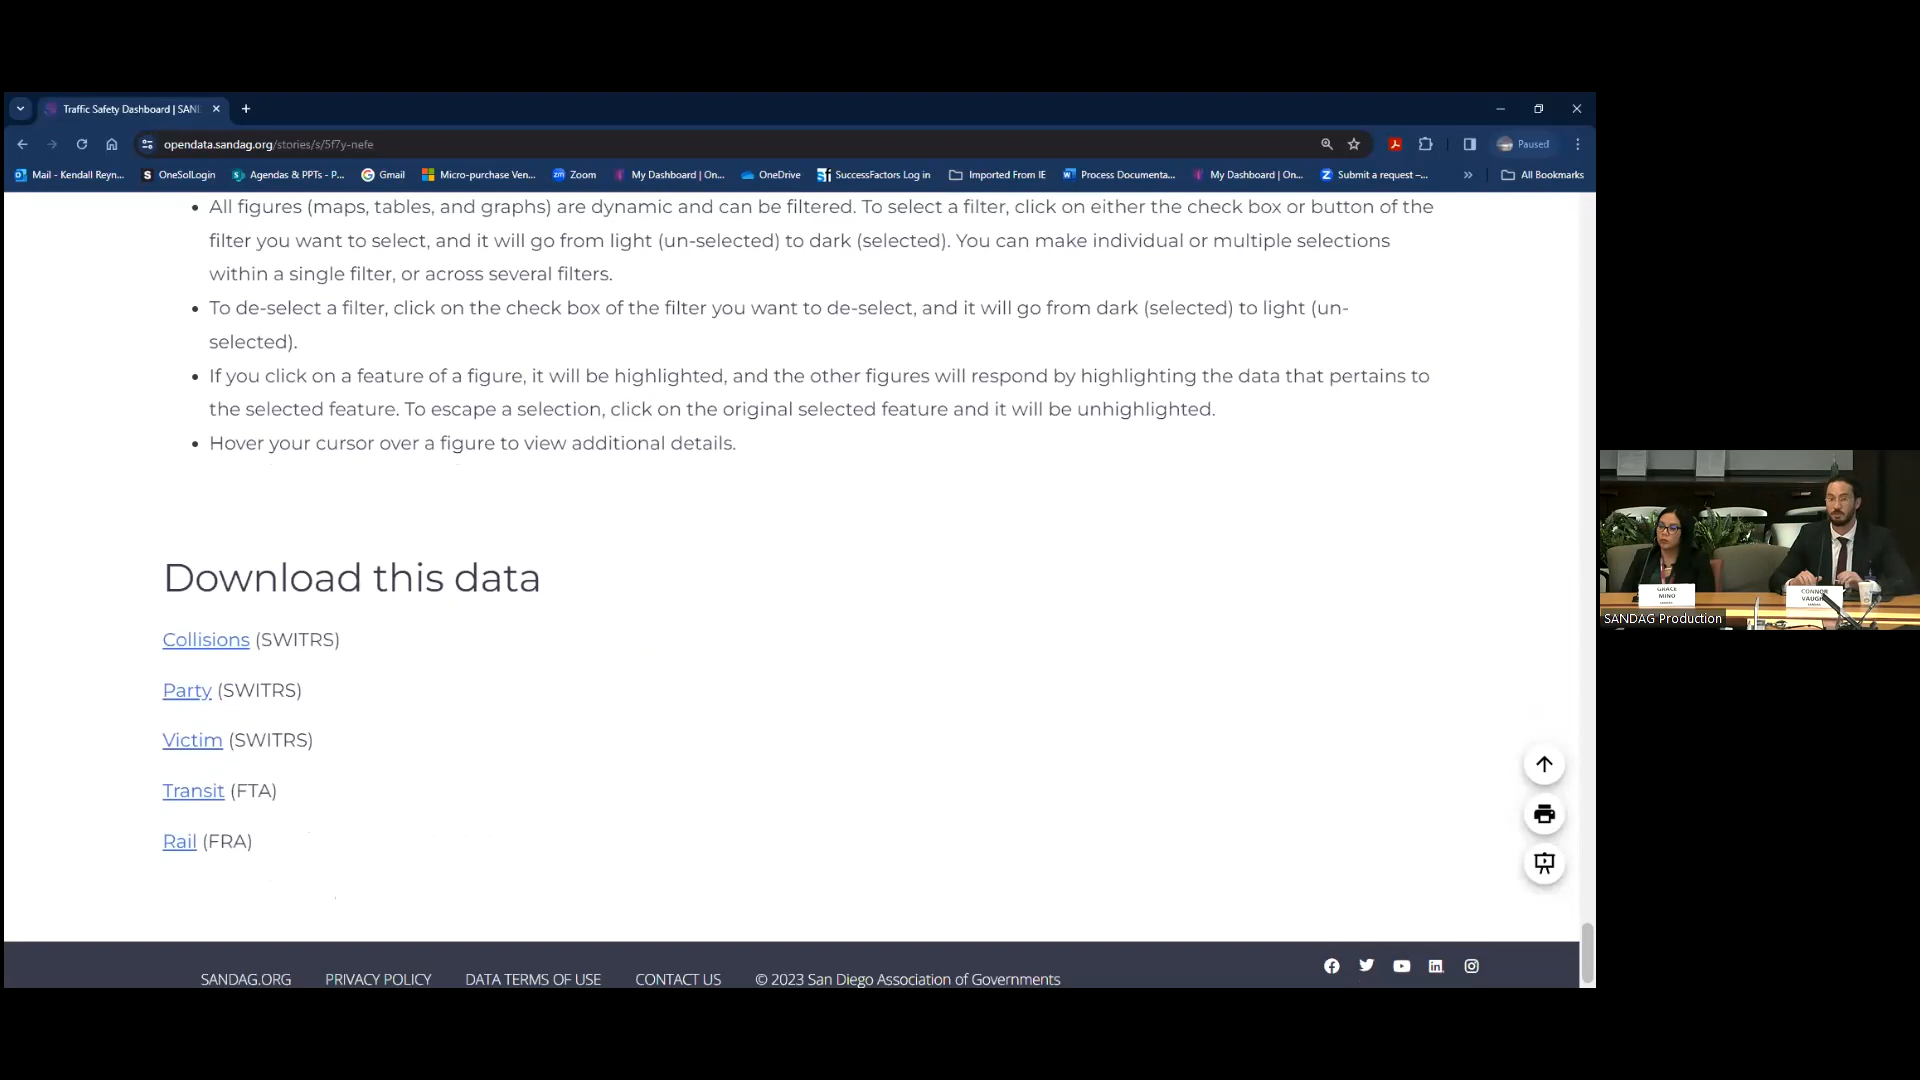 Traffic Safety Dashboard | SAN
opendata.sandag.org/stories/s/5f7y-nefe
Paused
Mail - Kendall Reyn...
OneSolLogin
Agendas & PPTs - P...
Gmail
Micro-purchase Ven...
Zoom
My Dashboard | On...
OneDrive
SuccessFactors Log in
Imported From IE
Process Documenta...
My Dashboard | On...
Submit a request –...
All Bookmarks
• All figures (maps, tables, and graphs) are dynamic and can be filtered. To select a filter, click on either the check box or button of the
filter you want to select, and it will go from light (un-selected) to dark (selected). You can make individual or multiple selections
within a single filter, or across several filters.
• To de-select a filter, click on the check box of the filter you want to de-select, and it will go from dark (selected) to light (un-
selected).
• If you click on a feature of a figure, it will be highlighted, and the other figures will respond by highlighting the data that pertains to
the selected feature. To escape a selection, click on the original selected feature and it will be unhighlighted.
• Hover your cursor over a figure to view additional details.
Download this data
Collisions (SWITRS)
Party (SWITRS)
Victim (SWITRS)
Transit (FTA)
Rail (FRA)
SANDAG.ORG PRIVACY POLICY DATA TERMS OF USE CONTACT US © 2023 San Diego Association of Governments
GRACE
MINO
CONNOR
SANDAG Production